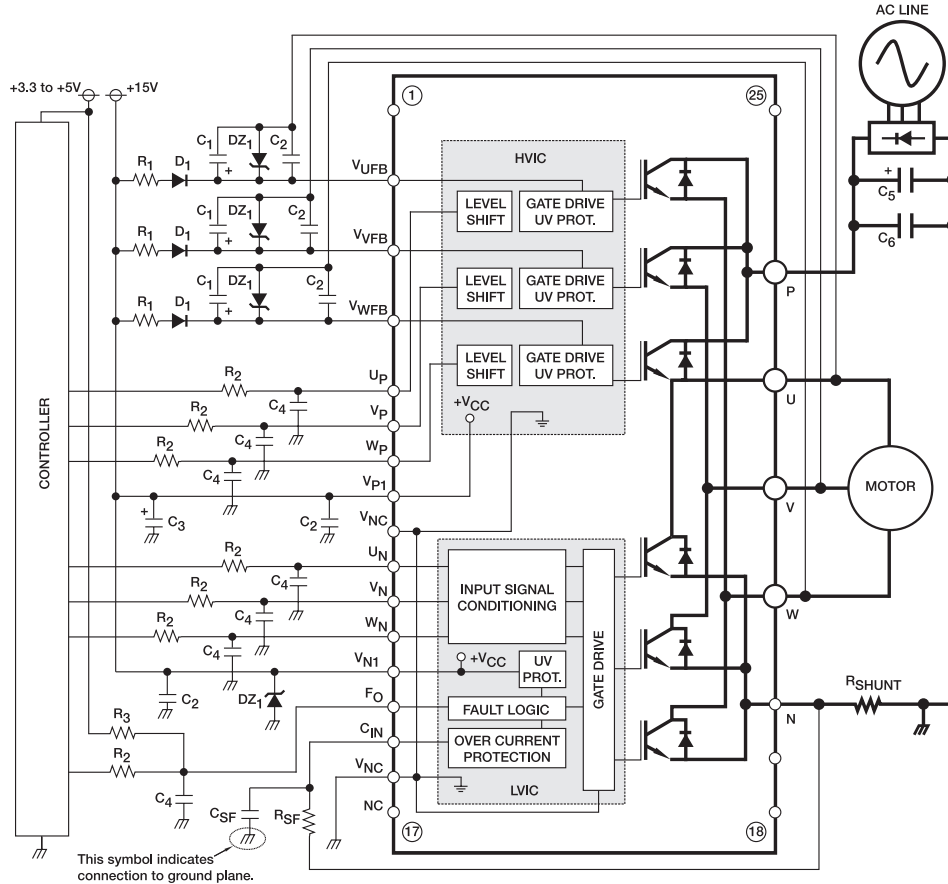 AC LINE
+3.3 to +5V
+15V
1
25
C1
DZ1
C2
R1
D1
VUFB
HVIC
LEVEL
SHIFT
GATE DRIVE
UV PROT.
+
C5
C6
C1
DZ1
C2
R1
D1
+
VVFB
LEVEL
SHIFT
GATE DRIVE
UV PROT.
P
C1
DZ1
C2
R1
D1
+
VWFB
LEVEL
SHIFT
GATE DRIVE
UV PROT.
+
CONTROLLER
R2
C4
UP
+VCC
U
R2
C4
VP
R2
C4
WP
VP1
+
C3
C2
VNC
V
MOTOR
R2
C4
UN
INPUT SIGNAL
CONDITIONING
GATE DRIVE
R2
C4
VN
W
R2
C4
WN
+VCC
UV
PROT.
VN1
C2
DZ1
FO
FAULT LOGIC
RSHUNT
N
R3
CIN
OVER CURRENT
PROTECTION
R2
C4
VNC
LVIC
CSF
RSF
NC
17
18
This symbol indicates
connection to ground plane.